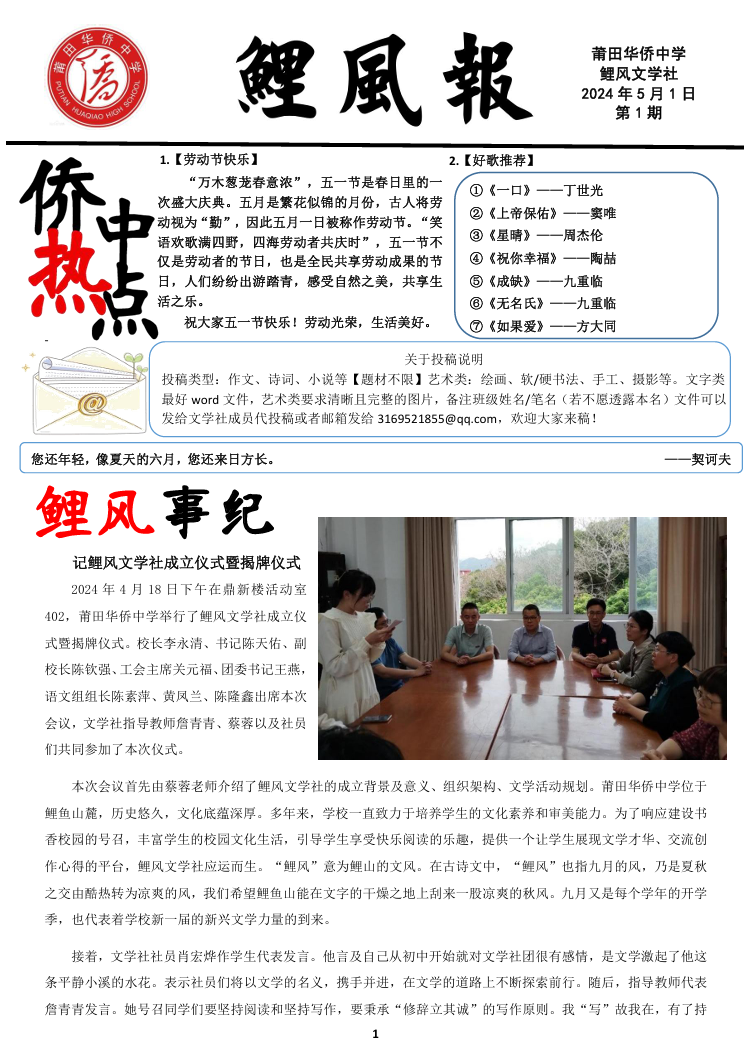 莆田华侨中学
PUTIAN HUAQIAO HIGH SCHOOL
侨
鲤風報
莆田华侨中学
鲤风文学社
2024 年 5 月 1 日
第 1 期
侨中
热点
1.【劳动节快乐】
“万木葱茏春意浓”，五一节是春日里的一
次盛大庆典。五月是繁花似锦的月份，古人将劳
动视为“勤”，因此五月一日被称作劳动节。“笑
语欢歌满四野，四海劳动者共庆时”，五一节不
仅是劳动者的节日，也是全民共享劳动成果的节
日，人们纷纷出游踏青，感受自然之美，共享生
活之乐。
祝大家五一节快乐！劳动光荣，生活美好。
2.【好歌推荐】
①《一口》——丁世光
②《上帝保佑》——窦唯
③《星晴》——周杰伦
④《祝你幸福》——陶喆
⑤《成缺》——九重临
⑥《无名氏》——九重临
⑦《如果爱》——方大同
-
@
关于投稿说明
投稿类型：作文、诗词、小说等【题材不限】艺术类：绘画、软/硬书法、手工、摄影等。文字类
最好 word 文件，艺术类要求清晰且完整的图片，备注班级姓名/笔名（若不愿透露本名）文件可以
发给文学社成员代投稿或者邮箱发给 3169521855@qq.com，欢迎大家来稿！
您还年轻，像夏天的六月，您还来日方长。 ——契诃夫
鲤风事纪
记鲤风文学社成立仪式暨揭牌仪式
2024 年 4 月 18 日下午在鼎新楼活动室
402，莆田华侨中学举行了鲤风文学社成立仪
式暨揭牌仪式。校长李永清、书记陈天佑、副
校长陈钦强、工会主席关元福、团委书记王燕，
语文组组长陈素萍、黄凤兰、陈隆鑫出席本次
会议，文学社指导教师詹青青、蔡蓉以及社员
们共同参加了本次仪式。
本次会议首先由蔡蓉老师介绍了鲤风文学社的成立背景及意义、组织架构、文学活动规划。莆田华侨中学位于
鲤鱼山麓，历史悠久，文化底蕴深厚。多年来，学校一直致力于培养学生的文化素养和审美能力。为了响应建设书
香校园的号召，丰富学生的校园文化生活，引导学生享受快乐阅读的乐趣，提供一个让学生展现文学才华、交流创
作心得的平台，鲤风文学社应运而生。“鲤风”意为鲤山的文风。在古诗文中，“鲤风”也指九月的风，乃是夏秋
之交由酷热转为凉爽的风，我们希望鲤鱼山能在文字的干燥之地上刮来一股凉爽的秋风。九月又是每个学年的开学
季，也代表着学校新一届的新兴文学力量的到来。
接着，文学社社员肖宏烨作学生代表发言。他言及自己从初中开始就对文学社团很有感情，是文学激起了他这
条平静小溪的水花。表示社员们将以文学的名义，携手并进，在文学的道路上不断探索前行。随后，指导教师代表
詹青青发言。她号召同学们要坚持阅读和坚持写作，要秉承“修辞立其诚”的写作原则。我“写”故我在，有了持
1